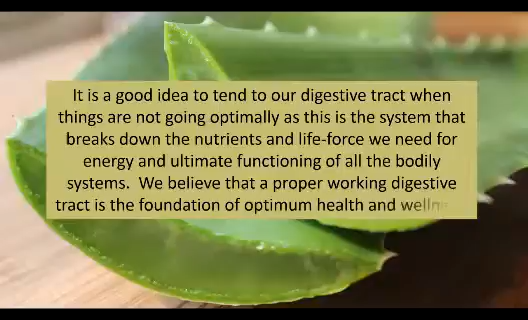 It is a good idea to tend to our digestive tract when
things are not going optimally as this is the system that
breaks down the nutrients and life-force we need for
energy and ultimate functioning of all the bodily
systems.  We believe that a proper working digestive
tract is the foundation of optimum health and